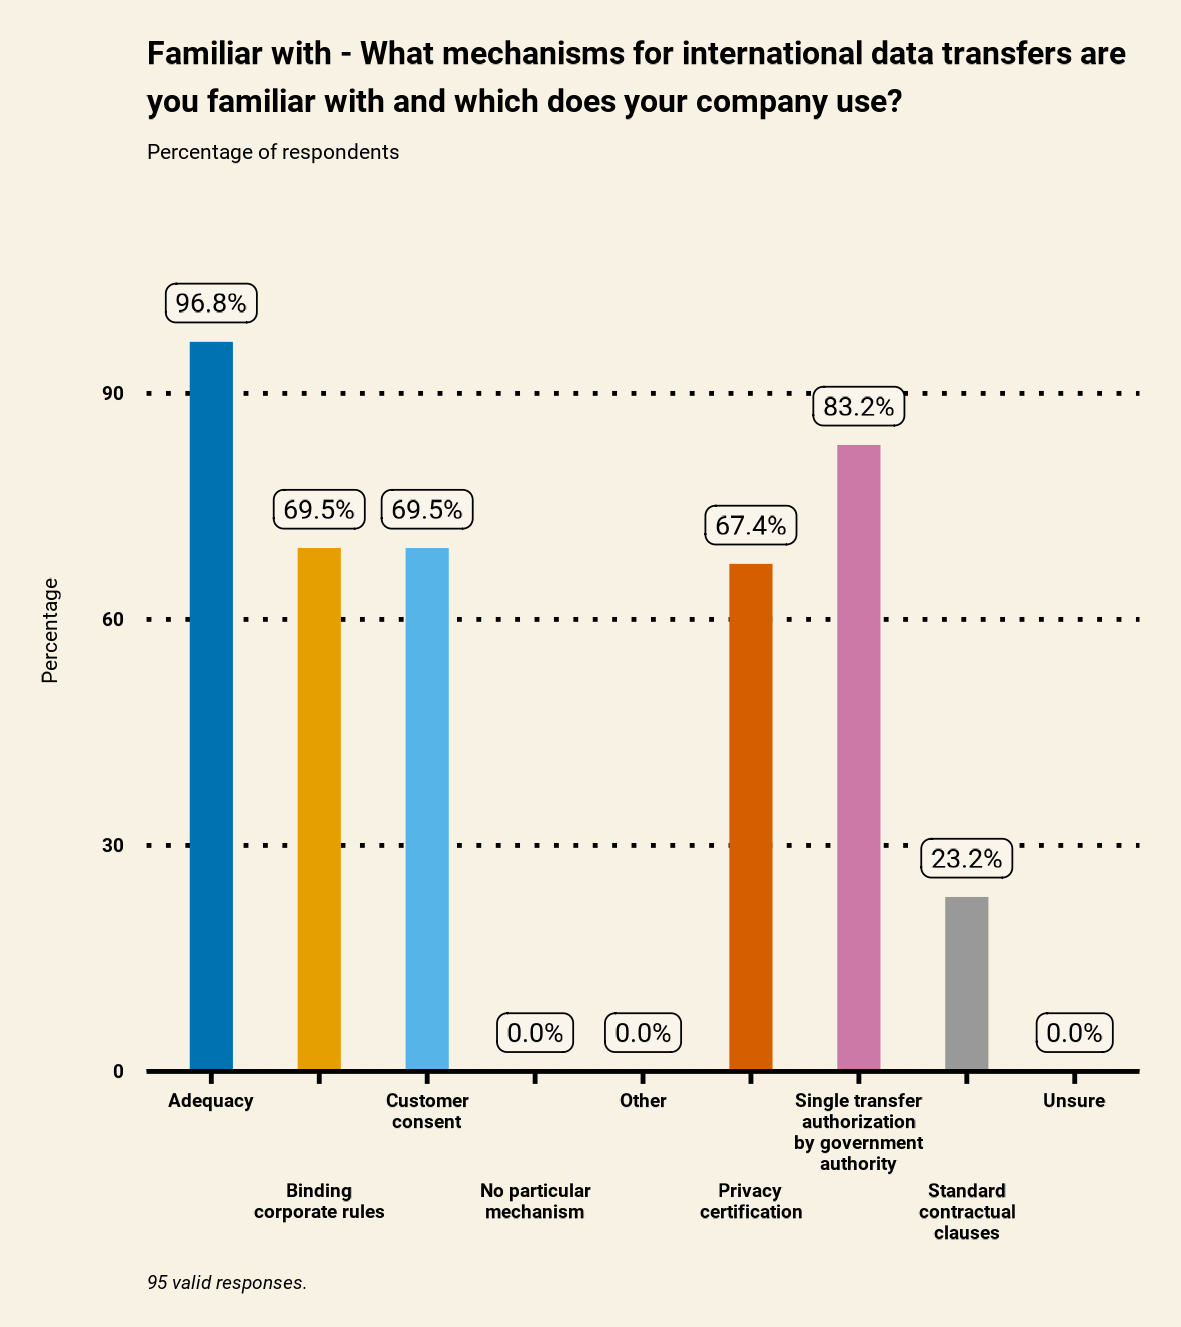 Familiar with - What mechanisms for international data transfers are
you familiar with and which does your company use?
Percentage of respondents
96.8%
90
83.2%
69.5%
69.5%
67.4%
Percentage
60
30
23.2%
0.0%
0.0%
0.0%
0
Adequacy
Customer
consent
Other
Single transfer
authorization
by government
authority
Unsure
Binding
corporate rules
No particular
mechanism
Privacy
certification
Standard
contractual
clauses
95 valid responses.